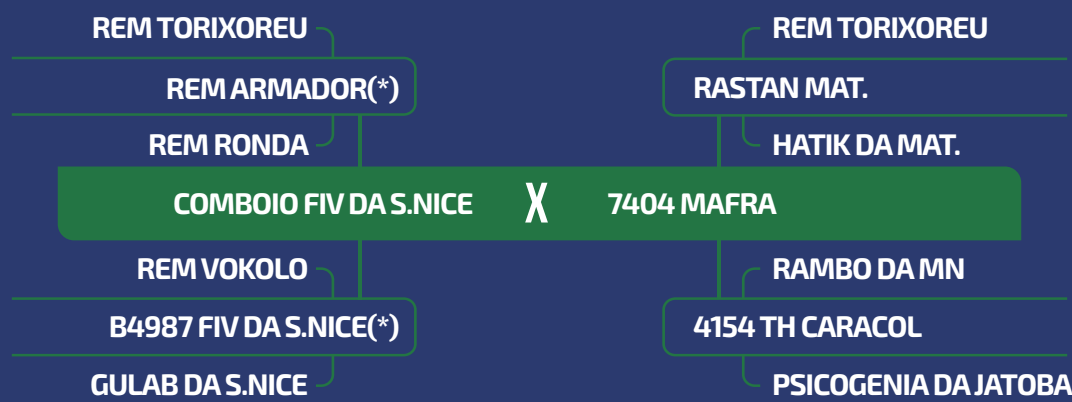 REM TORIXOREU
REM TORIXOREU
REM ARMADOR(*)
RASTAN MAT.
REM RONDA
HATIK DA MAT.
COMBOIO FIV DA S.NICE X 7404 MAFRA
REM VOKOLO
RAMBO DA MN
B4987 FIV DA S.NICE(*)
4154 TH CARACOL
GULAB DA S.NICE
PSICOGENIA DA JATOBA